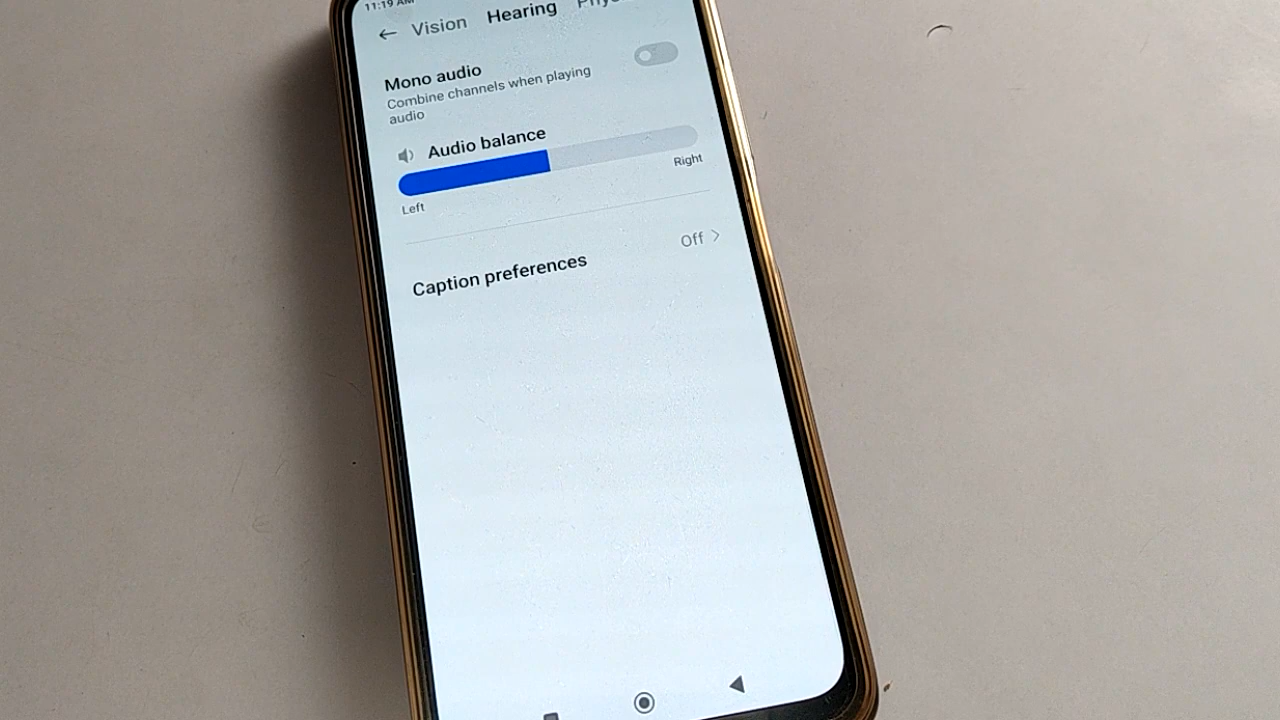 11:19 AM
Vision Hearing
Mono audio
Combine channels when playing
audio
Audio balance
Left Right
Caption preferences Off